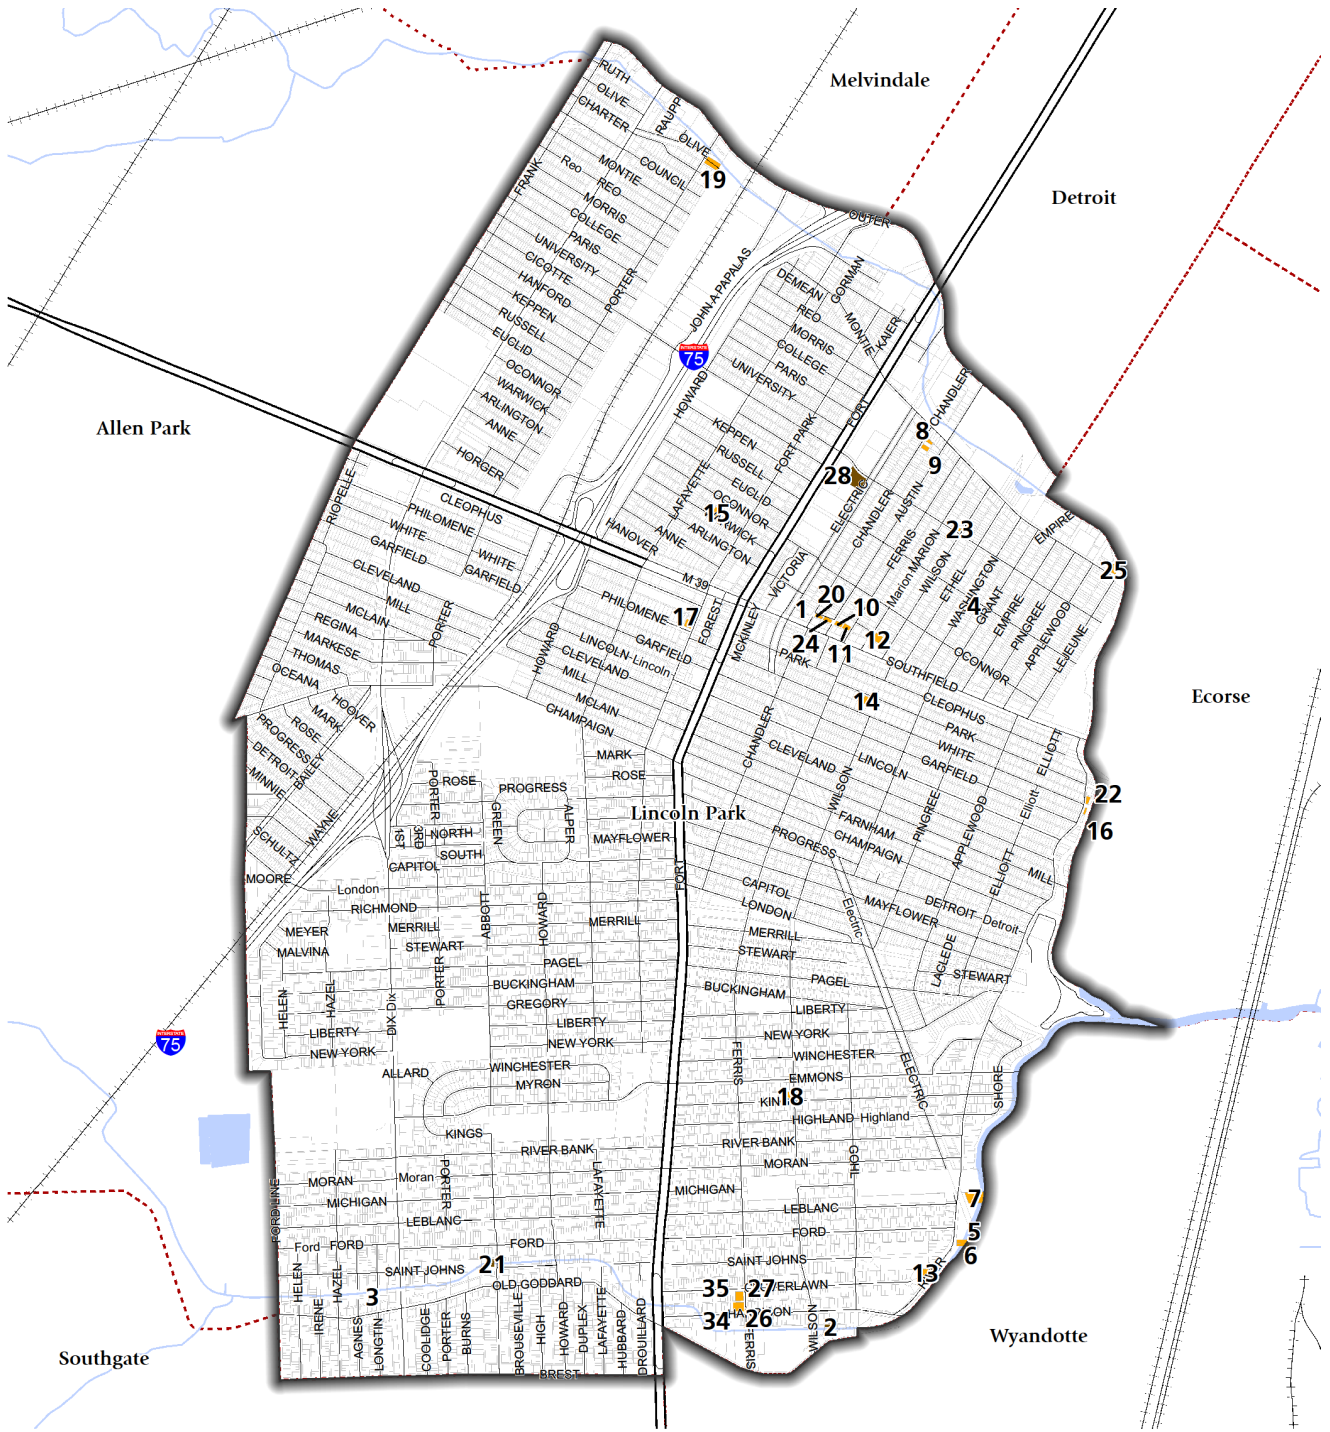 Melvindale
RUTH
OLIVE
CHARTER
RAUPP
OLIVE
19
Detroit
FRANK
Reo
MONTIE
COUNCIL
REO
MORRIS
COLLEGE
PARIS
UNIVERSITY
CICOTTE
HANFORD
KEPPEN
RUSSELL
EUCLID
OCONNOR
WARWICK
ARLINGTON
ANNE
HORGER
PORTER
JOHN A PAPALAS
OUTER
GORMAN
DEMEAN
REO
MONTIE
KAIER
MORRIS
COLLEGE
PARIS
UNIVERSITY
INTERSTATE
75
HOWARD
FORT
FORT PARK
CHANDLER
8
9
Allen Park
KEPPEN
RUSSELL
EUCLID
OCONNOR
WARWICK
ARLINGTON
ANNE
HANOVER
LAFAYETTE
15
28
ELECTRIC
CHANDLER
AUSTIN
FERRIS
Marion
MARION
WILSON
ETHEL
WASHINGTON
GRANT
EMPIRE
PINGREE
APPLEWOOD
LEJEUNE
EMPIRE
23
25
4
RIOPELLE
CLEOPHUS
PHILOMENE
WHITE
GARFIELD
WHITE
GARFIELD
CLEVELAND
MILL
MCLAIN
REGINA
MARKESE
THOMAS
OCEANA
PORTER
M 39
VICTORIA
FOREST
MCKINLEY
PHILOMENE
17
GARFIELD
LINCOLN
Lincoln
CLEVELAND
MILL
MCLAIN
CHAMPAIGN
HOWARD
1
20
10
24
11
12
PARK
SOUTHFIELD
OCONNOR
14
CLEOPHUS
PARK
WHITE
GARFIELD
LINCOLN
CLEVELAND
CHANDLER
WILSON
Ecorse
HOOVER
MARK
ROSE
PROGRESS
DETROIT
MINNIE
BAILEY
WAYNE
SCHULTZ
MOORE
MARK
ROSE
PORTER
ROSE
PROGRESS
GREEN
ALPER
1ST
3RD
NORTH
SOUTH
CAPITOL
MAYFLOWER
Lincoln Park
ELLIOTT
Elliott
22
16
FARNHAM
CHAMPAIGN
PROGRESS
PINGREE
APPLEWOOD
ELLIOTT
MILL
DETROIT
Detroit
MAYFLOWER
CAPITOL
LONDON
MERRILL
STEWART
Electric
LAGLEDE
STEWART
London
RICHMOND
MEYER
MERRILL
MALVINA
STEWART
ABBOTT
HOWARD
FORT
MERRILL
PAGEL
BUCKINGHAM
GREGORY
LIBERTY
NEW YORK
PORTER
HELEN
HAZEL
DIX
Dix
LIBERTY
NEW YORK
ALLARD
WINCHESTER
MYRON
KINGS
BUCKINGHAM
PAGEL
LIBERTY
NEW YORK
WINCHESTER
EMMONS
FERRIS
ELECTRIC
SHORE
18
HIGHLAND
Highland
RIVER BANK
MORAN
GOHL
INTERSTATE
75
RIVER BANK
MORAN
Moran
MICHIGAN
LEBLANC
Ford
FORD
FORD
SAINT JOHNS
OLD GODDARD
FORD LINE
PORTER
LAFAYETTE
21
3
MICHIGAN
LEBLANC
FORD
SAINT JOHNS
7
5
6
13
35
27
34
26
2
WILSON
FERRIS
HELEN
IRENE
HAZEL
AGNES
LONGTIN
COOLIDGE
PORTER
BURNS
BROUSEVILLE
HIGH
HOWARD
DUPLEX
LAFAYETTE
HUBBARD
DROUILLARD
BREST
Southgate
Wyandotte